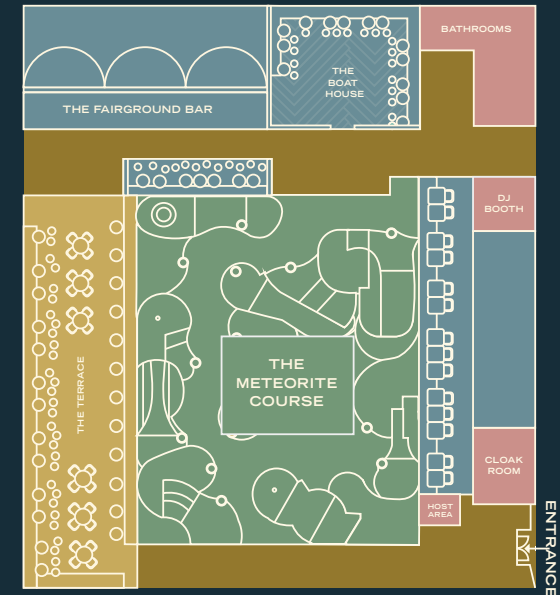 BATHROOMS
THE
BOAT
HOUSE
THE FAIRGROUND BAR
DJ
BOOTH
THE TERRACE
THE
METEORITE
COURSE
CLOAK
ROOM
HOST
AREA
ENTRANCE